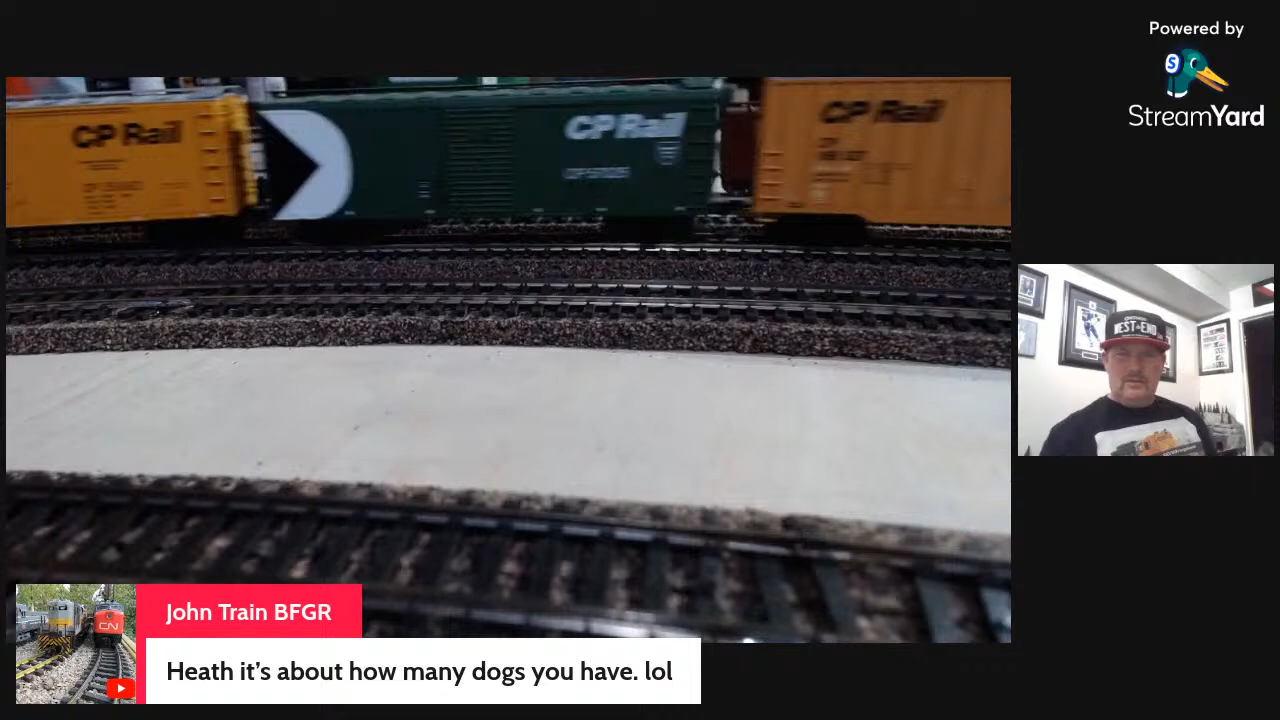 Powered by
S
StreamYard
CP Rail
CP Rail
CP Rail
WEST END
CN
John Train BFGR
Heath it's about how many dogs you have. lol